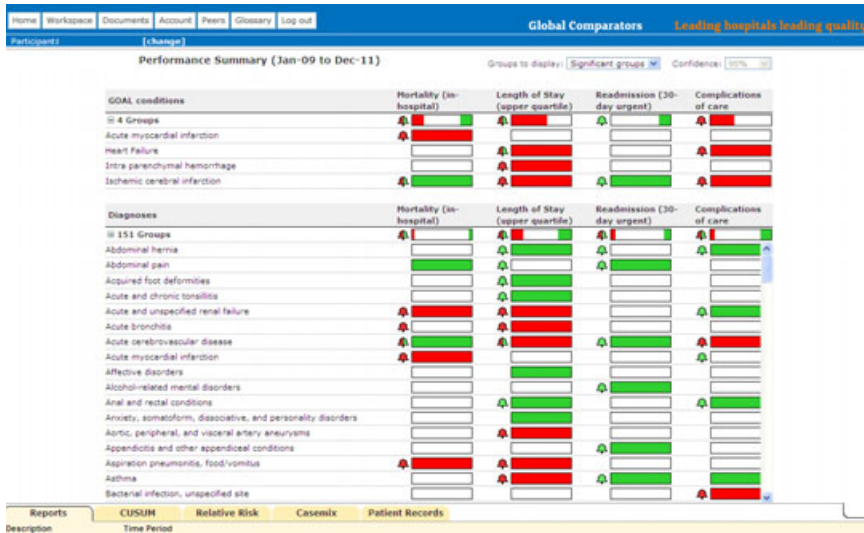 Home Workspace Documents Account Peers Glossary Log out
Global Comparators Leading hospitals leading quality
[change]
Performance Summary (Jan-09 to Dec-11) Groups to display: Significant groups Confidence: 95%
GOAL conditions Mortality (in-hospital) Length of Stay (upper quartile) Readmission (30-day urgent) Complications of care
4 Groups
Acute myocardial infarction
Heart Failure
Intra parenchymal hemorrhage
Ischemic cerebral infarction
Diagnoses Mortality (in-hospital) Length of Stay (upper quartile) Readmission (30-day urgent) Complications of care
151 Groups
Abdominal hernia
Abdominal pain
Acquired foot deformities
Acute and chronic tonsillitis
Acute and unspecified renal failure
Acute bronchitis
Acute cerebrovascular disease
Acute myocardial infarction
Affective disorders
Alcohol-related mental disorders
Anal and rectal conditions
Anxiety, somatoform, dissociative, and personality disorders
Aortic, peripheral, and visceral artery aneurysms
Appendicitis and other appendiceal conditions
Aspiration pneumonitis, food/vomitus
Asthma
Bacterial infection, unspecified site
Reports CUSUM Relative Risk Casemix Patient Records
Description Time Period